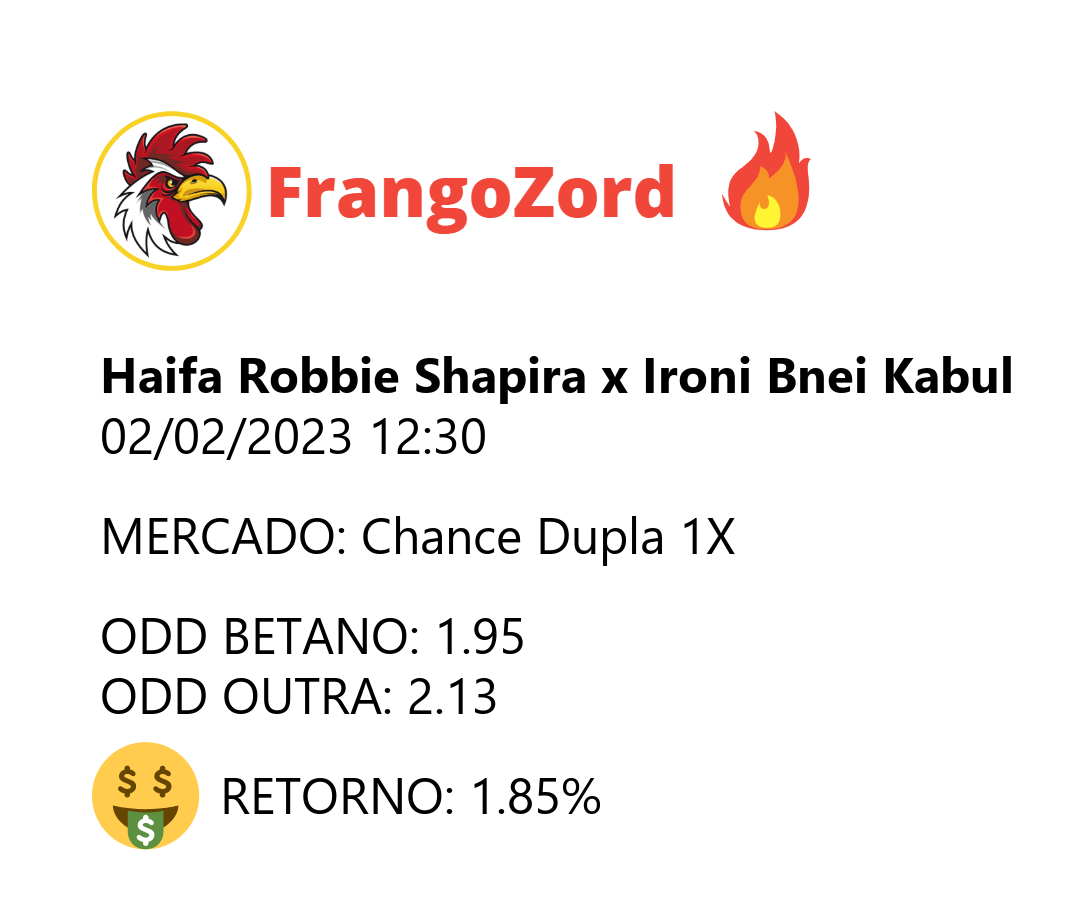 FrangoZord
Haifa Robbie Shapira x Ironi Bnei Kabul
02/02/2023 12:30
MERCADO: Chance Dupla 1X
ODD BETANO: 1.95
ODD OUTRA: 2.13
RETORNO: 1.85%